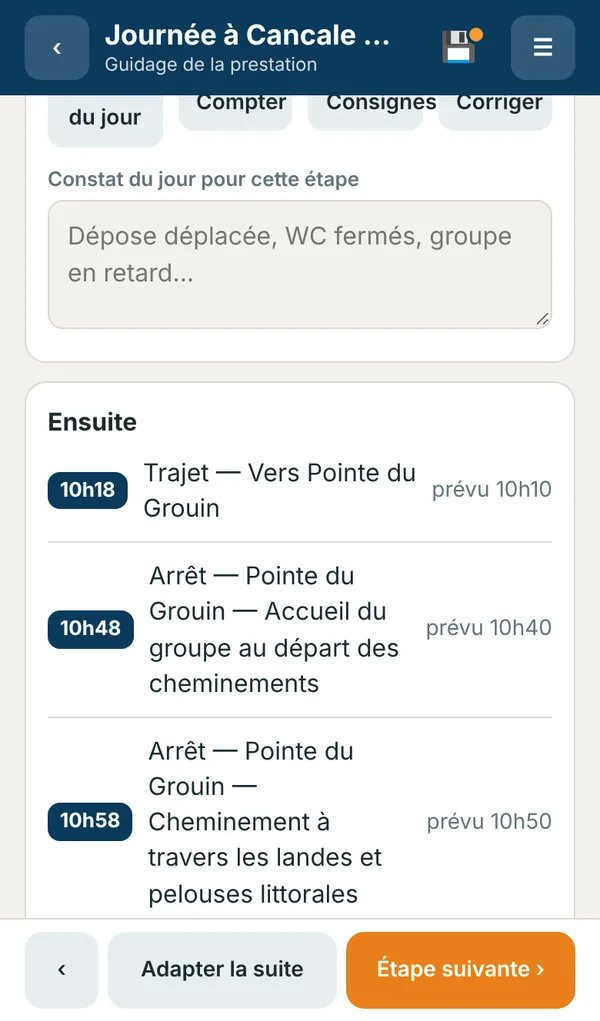 ‹
Journée à Cancale ...
Guidage de la prestation
☰
du jour
Compter
Consignes
Corriger
Constat du jour pour cette étape
Dépose déplacée, WC fermés, groupe
en retard...
Ensuite
10h18
Trajet — Vers Pointe du
Grouin
prévu 10h10
10h48
Arrêt — Pointe du
Grouin — Accueil du
groupe au départ des
cheminements
prévu 10h40
10h58
Arrêt — Pointe du
Grouin —
Cheminement à
travers les landes et
pelouses littorales
prévu 10h50
‹
Adapter la suite
Étape suivante ›